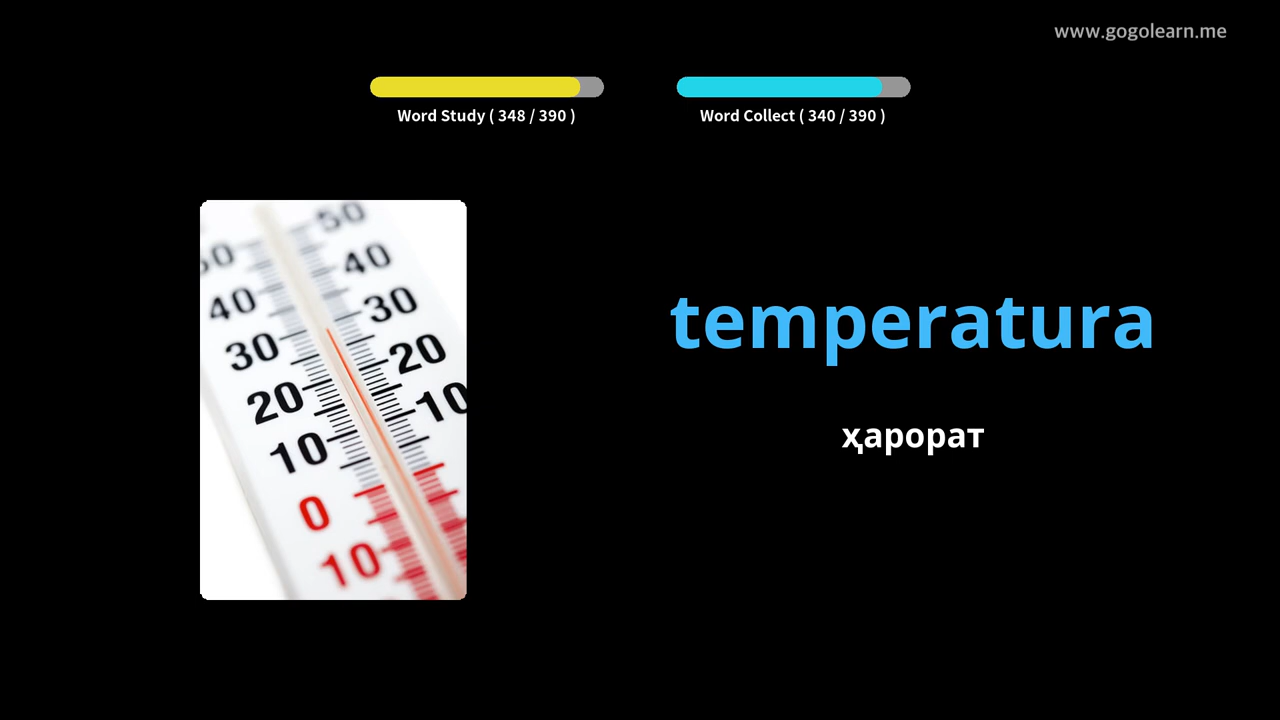 www.gogolearn.me
Word Study ( 348 / 390 )
Word Collect ( 340 / 390 )
temperatura
ҳарорат
50
50
40
40
30
30
20
20
10
10
0
10